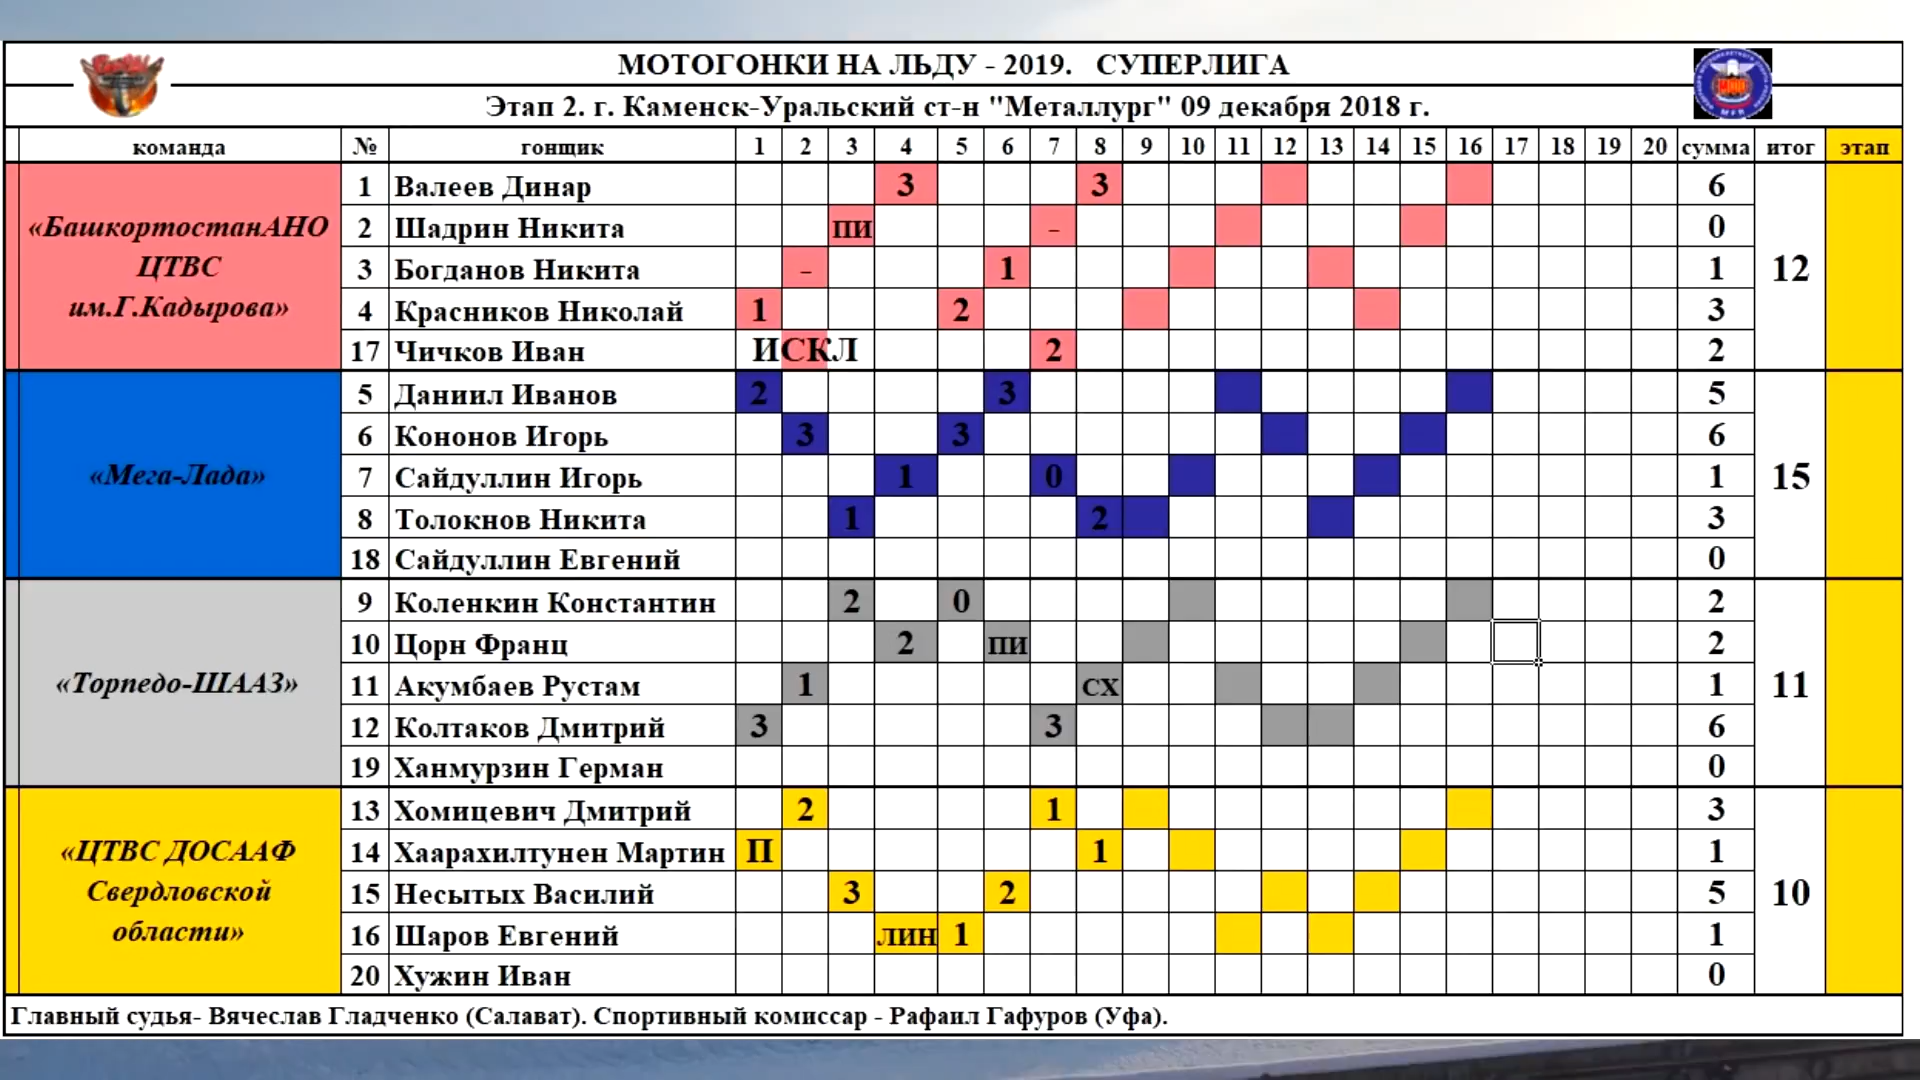 МОТОГОНКИ НА ЛЬДУ - 2019. СУПЕРЛИГА
Этап 2. г. Каменск-Уральский ст-н "Металлург" 09 декабря 2018 г.
команда № гонщик 1 2 3 4 5 6 7 8 9 10 11 12 13 14 15 16 17 18 19 20 сумма итог этап
«БашкортостанАНО
ЦТВС
им.Г.Кадырова»
1 Валеев Динар 3 3 6
2 Шадрин Никита ПИ - 0
3 Богданов Никита - 1 1
12
4 Красников Николай 1 2 3
17 Чичков Иван ИСКЛ 2 2
5 Даниил Иванов 2 3 5
6 Кононов Игорь 3 3 6
«Мега-Лада»
7 Сайдуллин Игорь 1 0 1
15
8 Толокнов Никита 1 2 3
18 Сайдуллин Евгений 0
9 Коленкин Константин 2 0 2
10 Цорн Франц 2 ПИ 2
«Торпедо-ШААЗ»
11 Акумбаев Рустам 1 СХ 1
11
12 Колтаков Дмитрий 3 3 6
19 Ханмурзин Герман 0
13 Хомицевич Дмитрий 2 1 3
14 Хаарахилтунен Мартин П 1 1
«ЦТВС ДОСААФ
Свердловской
области»
15 Несытых Василий 3 2 5
10
16 Шаров Евгений ЛИН 1 1
20 Хужин Иван 0
Главный судья- Вячеслав Гладченко (Салават). Спортивный комиссар - Рафаил Гафуров (Уфа).